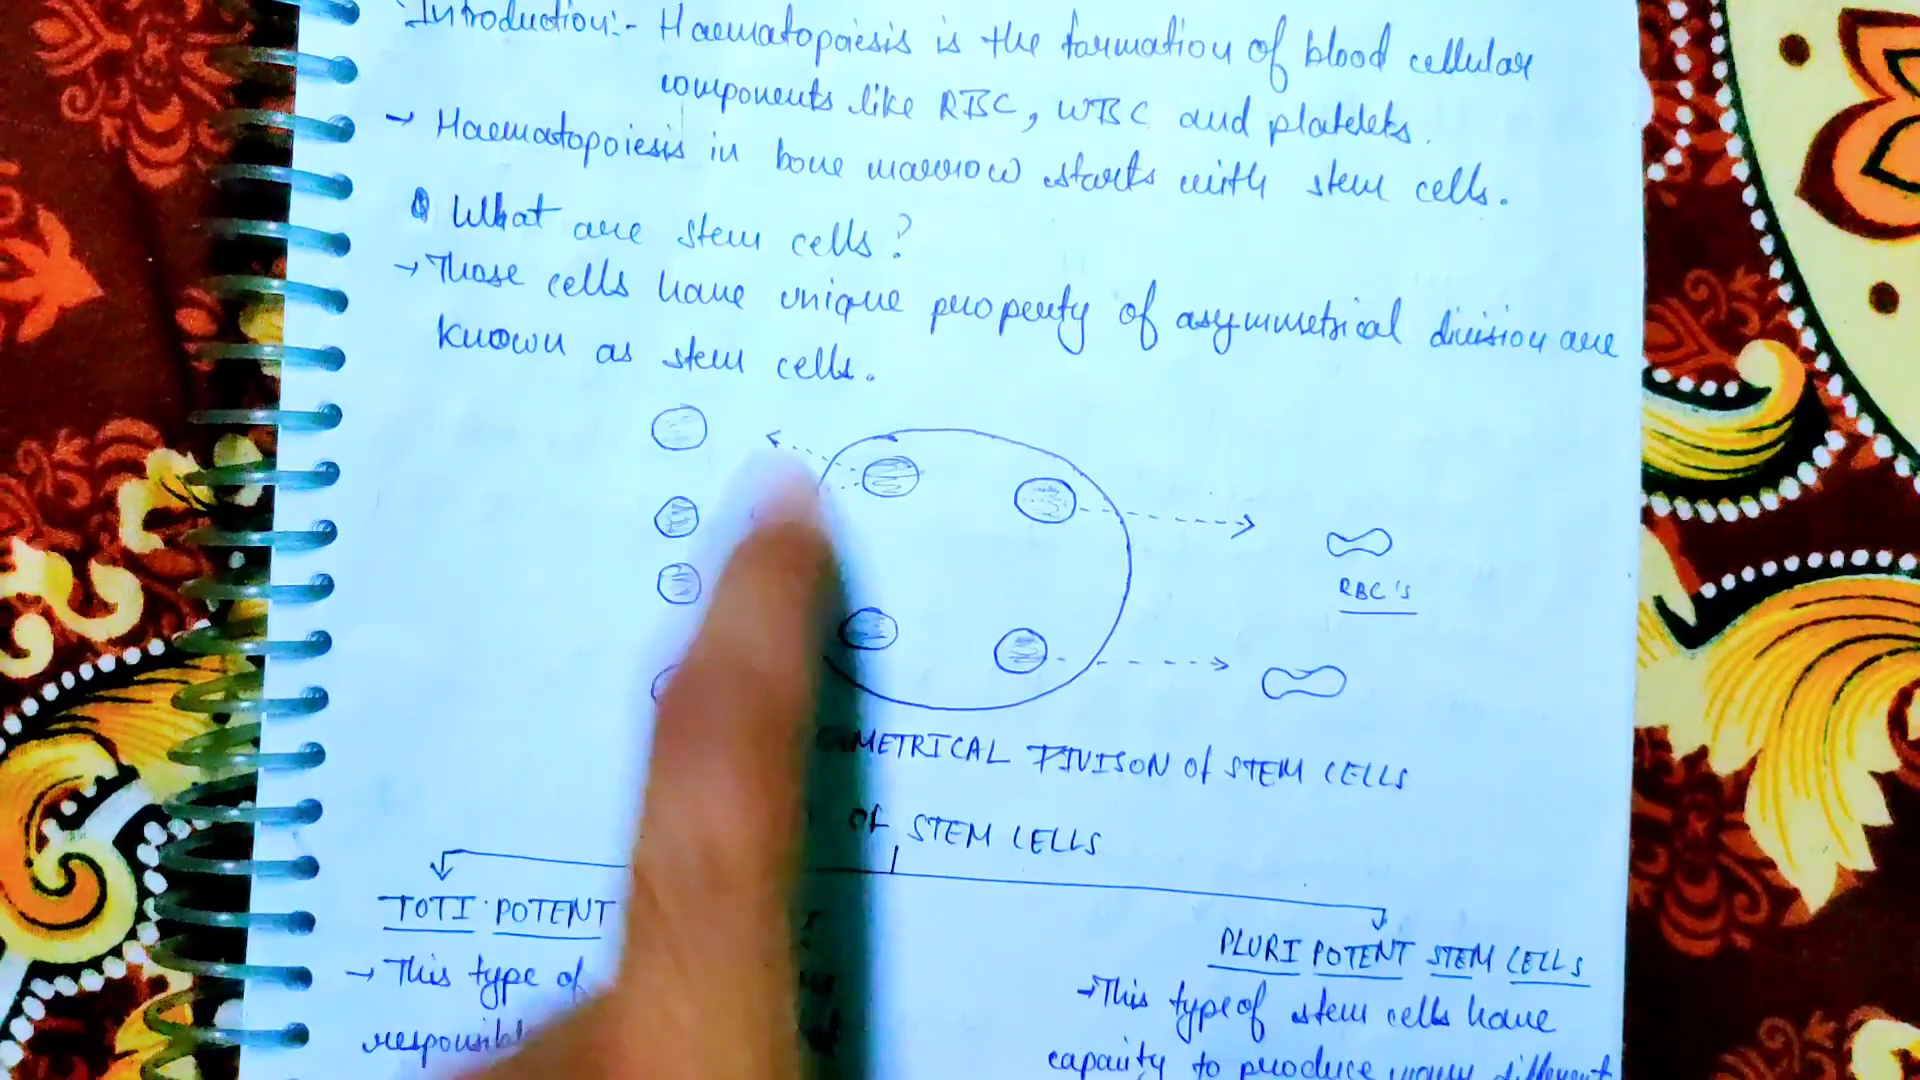 Introduction:- Haematopoiesis is the formation of blood cellular
components like RBC, WBC and platelets.
→ Haematopoiesis in bone marrow starts with stem cells.
What are stem cells?
→ Those cells have unique property of asymmetrical division are
known as stem cells.
RBC's
METRICAL DIVISON of STEM CELLS
of STEM CELLS
TOTI POTENT
PLURI POTENT STEM CELLS
→ This type of
→ This type of stem cells have
capacity to produce many different